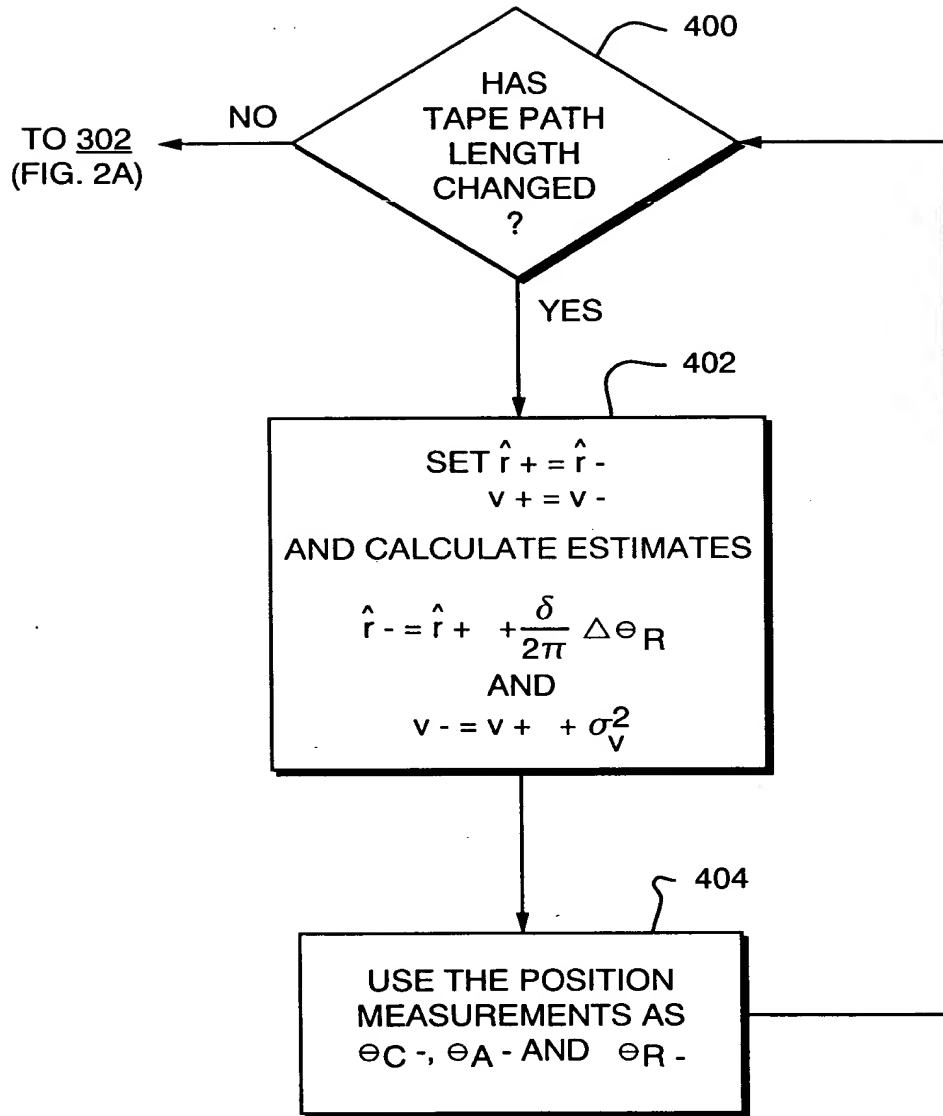 400
HAS
TAPE PATH
LENGTH
CHANGED
?
NO
TO 302
(FIG. 2A)
YES
402
SET r̂ + = r̂ -
v + = v -
AND CALCULATE ESTIMATES
r̂ - = r̂ + + δ/2π △ΘR
AND
v - = v + + σ²v
404
USE THE POSITION
MEASUREMENTS AS
ΘC -, ΘA - AND ΘR -